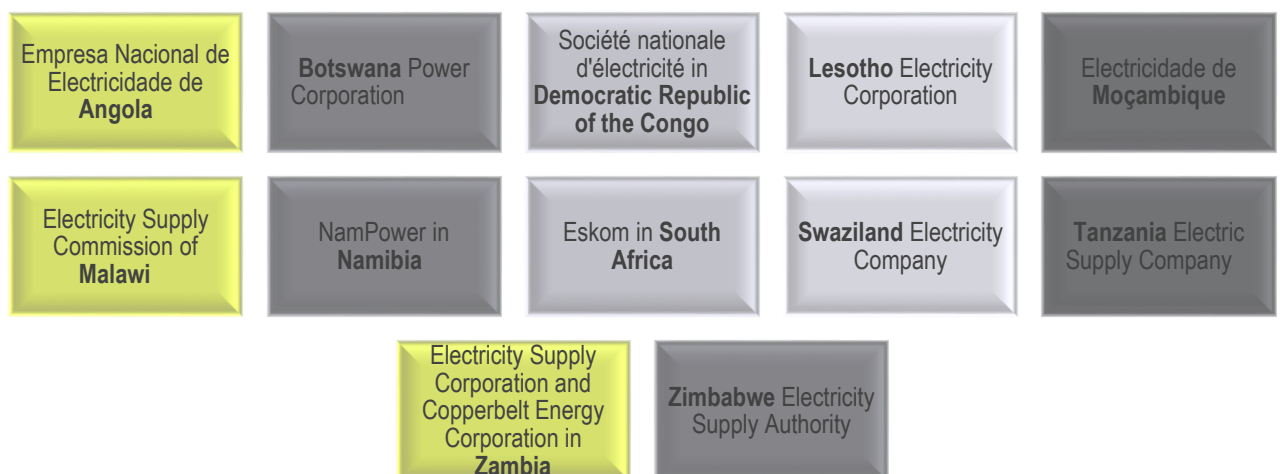 Empresa Nacional de
Electricidade de
Angola
Botswana Power
Corporation
Société nationale
d'électricité in
Democratic Republic
of the Congo
Lesotho Electricity
Corporation
Electricidade de
Moçambique
Electricity Supply
Commission of
Malawi
NamPower in
Namibia
Eskom in South
Africa
Swaziland Electricity
Company
Tanzania Electric
Supply Company
Electricity Supply
Corporation and
Copperbelt Energy
Corporation in
Zambia
Zimbabwe Electricity
Supply Authority